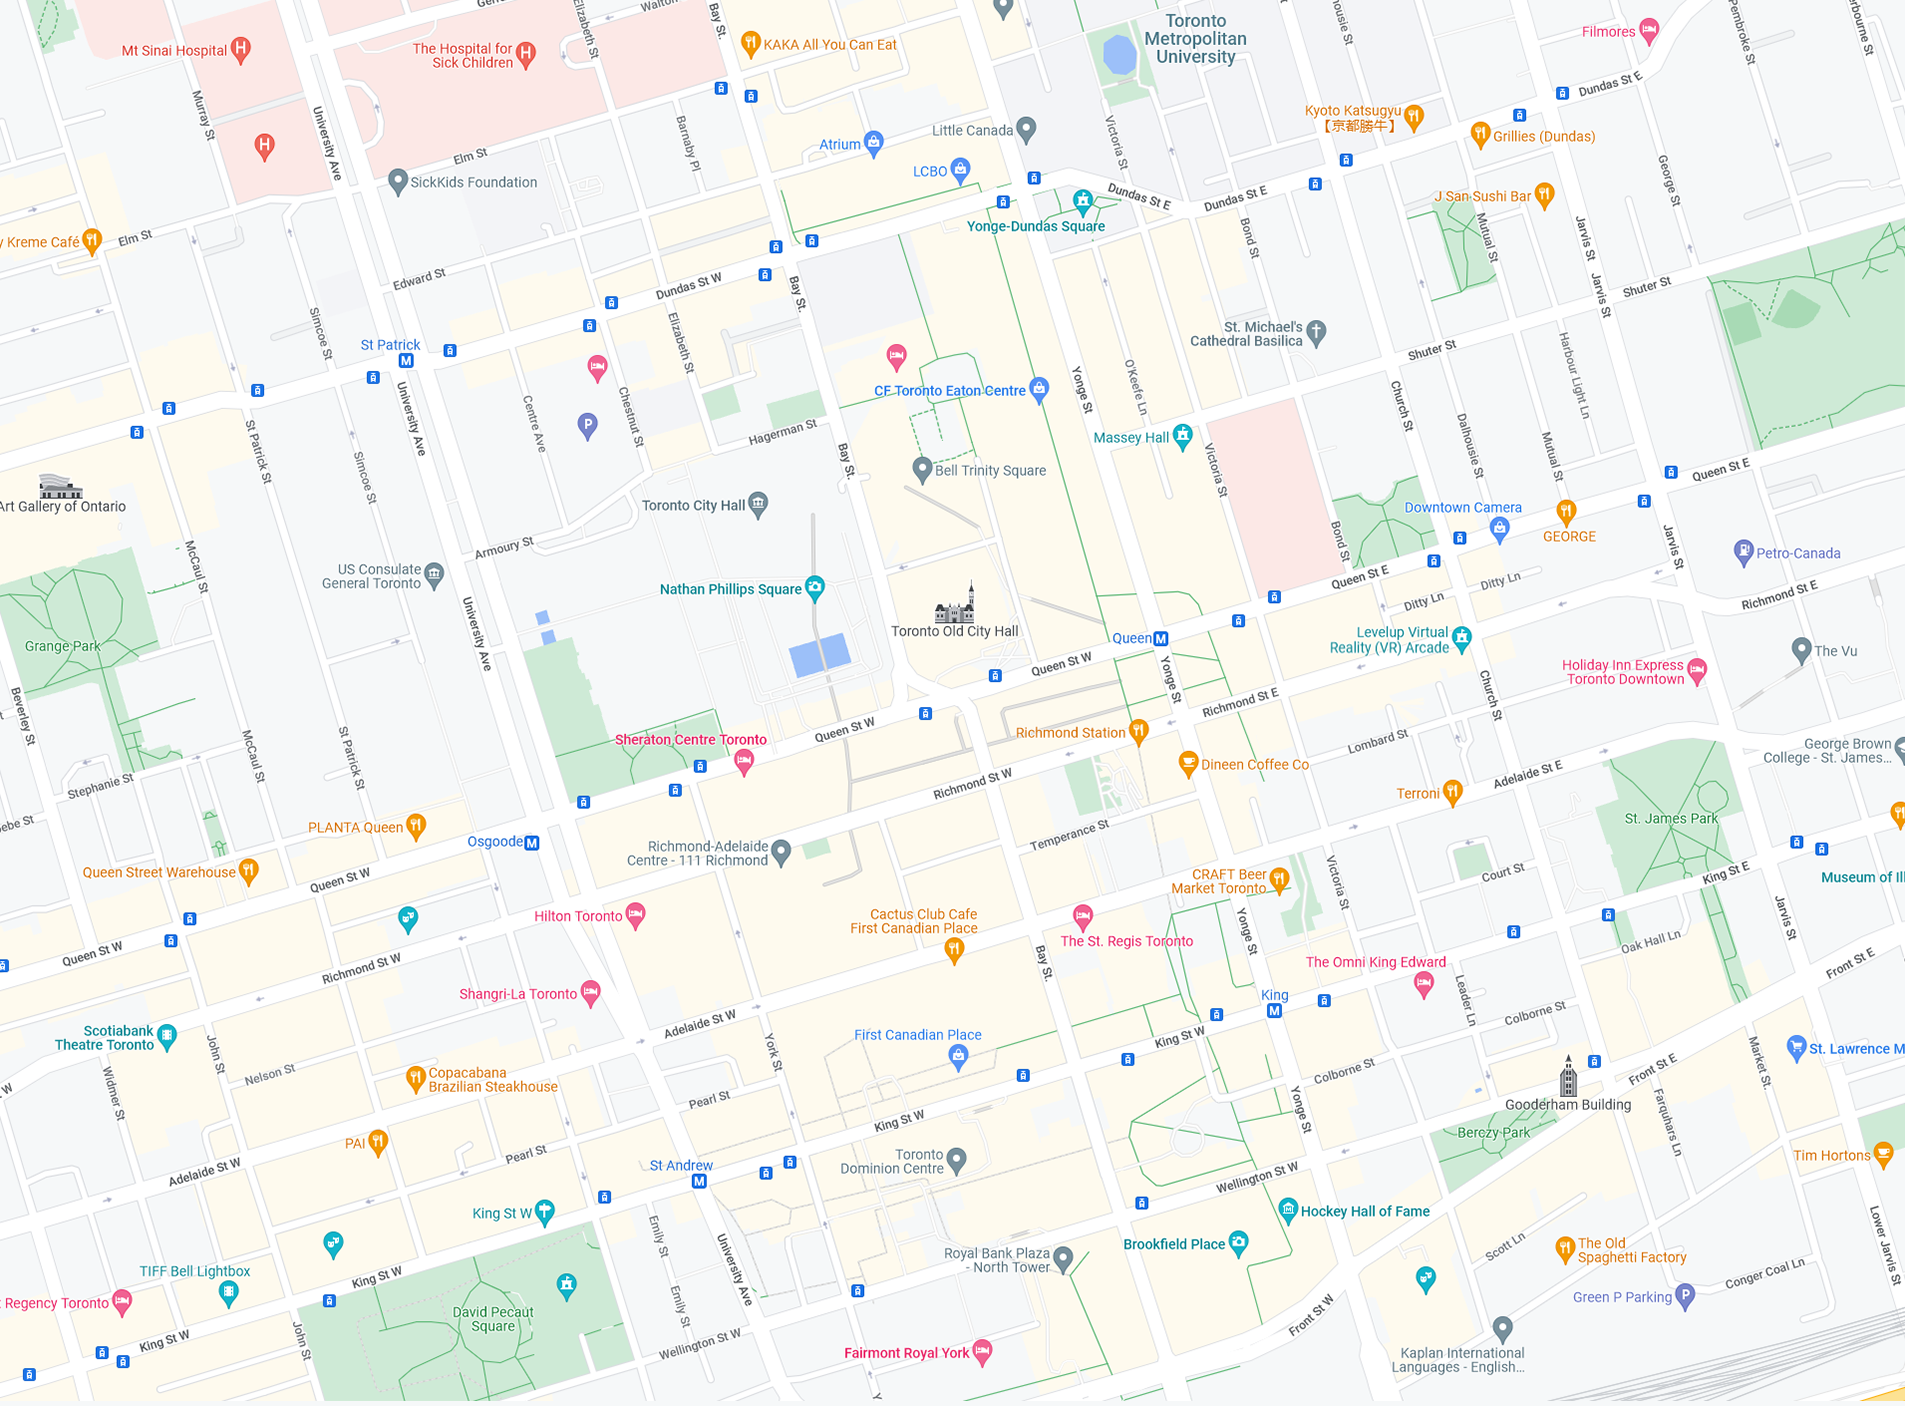 Toronto
Metropolitan
University
Walton
Elizabeth St
Bay St.
KAKA All You Can Eat
Mt Sinai Hospital
The Hospital for
Sick Children
Filmores
Pembroke St
Dundas St E
Murray St
University Ave
Barnaby Pl
Atrium
Little Canada
LCBO
Victoria St
Kyoto Katsugyu
【京都勝牛】
Grillies (Dundas)
Elm St
SickKids Foundation
George St
J San Sushi Bar
Dundas St E
Dundas St E
Yonge-Dundas Square
Bond St
Mutual St
Jarvis St
y Kreme Café
Elm St
Edward St
Dundas St W
Bay St.
Jarvis St
Shuter St
Simcoe St
Elizabeth St
St Patrick
St. Michael's
Cathedral Basilica
Shuter St
Harbour Light Ln
CF Toronto Eaton Centre
Yonge St
O'Keefe Ln
Church St
University Ave
Centre Ave
Chestnut St
P
St Patrick St
Hagerman St
Massey Hall
Dalhousie St
Mutual St
Simcoe St
Bay St.
Bell Trinity Square
Victoria St
Queen St E
Art Gallery of Ontario
Toronto City Hall
Downtown Camera
GEORGE
Bond St
Jarvis St
Petro-Canada
McCaul St
Armoury St
US Consulate
General Toronto
Nathan Phillips Square
Queen St E
Ditty Ln
Ditty Ln
Richmond St E
Toronto Old City Hall
Grange Park
University Ave
Queen
Levelup Virtual
Reality (VR) Arcade
The Vu
Queen St W
Yonge St
Holiday Inn Express
Toronto Downtown
Beverley St
Church St
Richmond St E
Queen St W
Richmond Station
Sheraton Centre Toronto
McCaul St
St Patrick St
Lombard St
George Brown
College - St. James...
Dineen Coffee Co
Stephanie St
Richmond St W
Adelaide St E
Terroni
ebe St
PLANTA Queen
Osgoode
Temperance St
St. James Park
Richmond-Adelaide
Centre - 111 Richmond
Queen Street Warehouse
Queen St W
CRAFT Beer
Market Toronto
Victoria St
Court St
King St E
Museum of Ill
Hilton Toronto
Cactus Club Cafe
First Canadian Place
The St. Regis Toronto
Yonge St
Jarvis St
Queen St W
Richmond St W
Bay St.
Oak Hall Ln
The Omni King Edward
Front St E
Shangri-La Toronto
King
Leader Ln
Scotiabank
Theatre Toronto
Adelaide St W
York St
First Canadian Place
King St W
Colborne St
John St
Widmer St
Nelson St
Copacabana
Brazilian Steakhouse
Colborne St
Market St.
St. Lawrence M
Front St E
Gooderham Building
Pearl St
King St W
Yonge St
Farquhars Ln
Berczy Park
PAI
Pearl St
St Andrew
Toronto
Dominion Centre
Tim Hortons
Adelaide St W
Wellington St W
King St W
Hockey Hall of Fame
Emily St
University Ave
Brookfield Place
Royal Bank Plaza
- North Tower
Scott Ln
The Old
Spaghetti Factory
Lower Jarvis St
TIFF Bell Lightbox
King St W
Conger Coal Ln
Green P Parking
t Regency Toronto
David Pecaut
Square
Emily St
Front St W
King St W
John St
Wellington St W
Fairmont Royal York
Kaplan International
Languages - English...